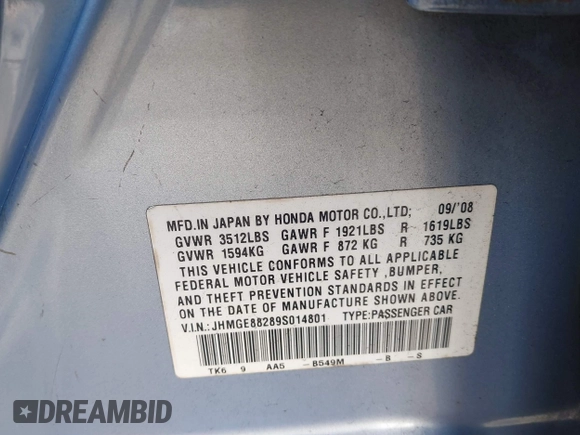 MFD.IN JAPAN BY HONDA MOTOR CO.,LTD; 09/'08
GVWR 3512LBS GAWR F 1921LBS R 1619LBS
GVWR 1594KG GAWR F 872 KG R 735 KG
THIS VEHICLE CONFORMS TO ALL APPLICABLE
FEDERAL MOTOR VEHICLE SAFETY ,BUMPER,
AND THEFT PREVENTION STANDARDS IN EFFECT
ON THE DATE OF MANUFACTURE SHOWN ABOVE.
V.I.N.:JHMGE88289S014801 TYPE:PASSENGER CAR
TK6 9 AA5 -B549M -B -S
DREAMBID